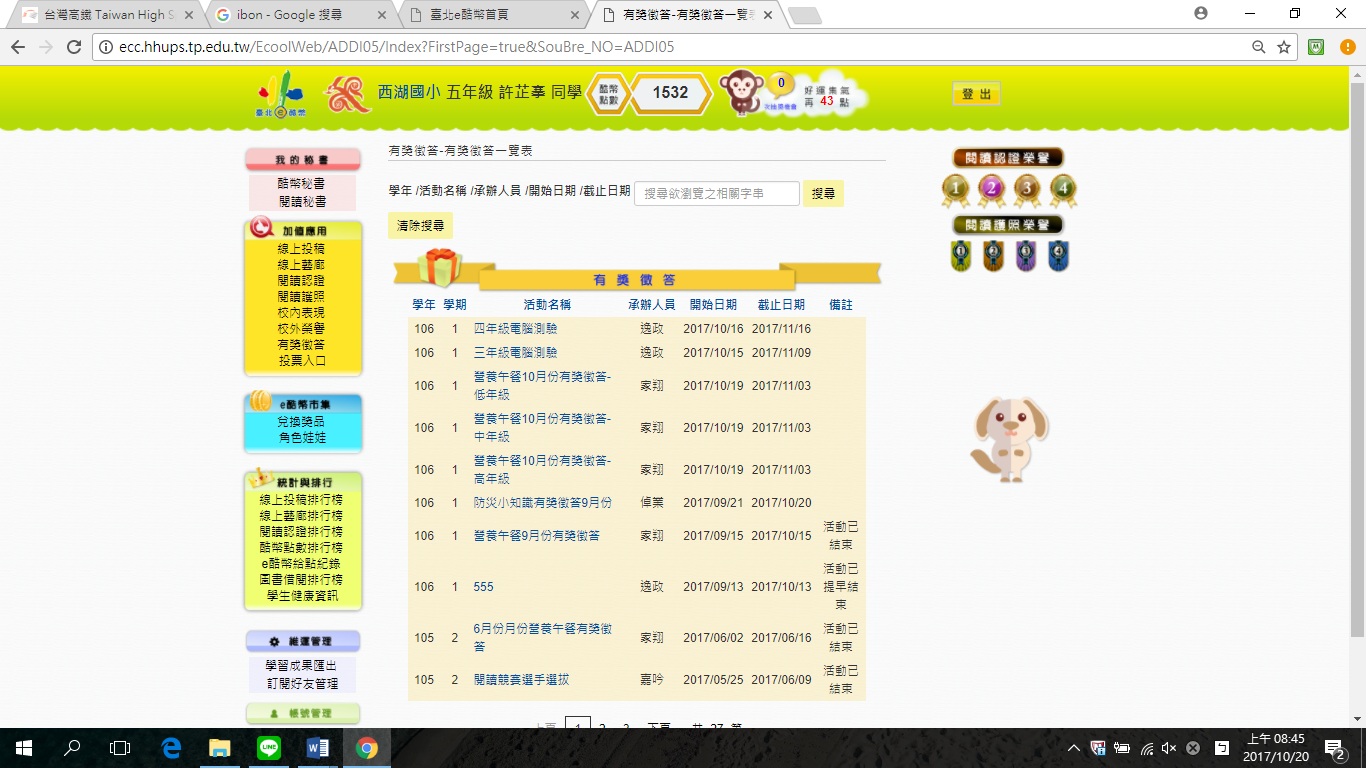 台灣高鐵 Taiwan High S
ibon - Google 搜尋
臺北e酷幣首頁
有獎徵答-有獎徵答一覽表
ecc.hhups.tp.edu.tw/EcoolWeb/ADDI05/Index?FirstPage=true&SouBre_NO=ADDI05
臺北e酷幣
西湖國小 五年級 許芷搴 同學
酷幣點數
1532
0
好運集氣
再 43 點
登 出
我的秘書
酷幣秘書
閱讀秘書
加值應用
線上投稿
線上藝廊
閱讀認證
閱讀護照
校內表現
校外榮譽
有獎徵答
投票入口
e酷幣市集
兌換獎品
角色娃娃
統計與排行
線上投稿排行榜
線上藝廊排行榜
閱讀認證排行榜
酷幣點數排行榜
e酷幣給點紀錄
圖書借閱排行榜
學生健康資訊
維運管理
學習成果匯出
訂閱好友管理
帳號管理
有獎徵答-有獎徵答一覽表
學年 /活動名稱 /承辦人員 /開始日期 /截止日期 搜尋欲瀏覽之相關字串 搜尋
清除搜尋
有 獎 徵 答
學年 學期 活動名稱 承辦人員 開始日期 截止日期 備註
106 1 四年級電腦測驗 逸政 2017/10/16 2017/11/16
106 1 三年級電腦測驗 逸政 2017/10/15 2017/11/09
106 1 營養午餐10月份有獎徵答-低年級 家翔 2017/10/19 2017/11/03
106 1 營養午餐10月份有獎徵答-中年級 家翔 2017/10/19 2017/11/03
106 1 營養午餐10月份有獎徵答-高年級 家翔 2017/10/19 2017/11/03
106 1 防災小知識有獎徵答9月份 倬業 2017/09/21 2017/10/20
106 1 營養午餐9月份有獎徵答 家翔 2017/09/15 2017/10/15 活動已結束
106 1 555 逸政 2017/09/13 2017/10/13 活動已提早結束
105 2 6月份月份營養午餐有獎徵答 家翔 2017/06/02 2017/06/16 活動已結束
105 2 閱讀競賽選手選拔 嘉吟 2017/05/25 2017/06/09 活動已結束
上頁 1 2 3 下頁 共 27 筆
閱讀認證榮譽
1 2 3 4
閱讀護照榮譽
1 2 3 4
上午 08:45
2017/10/20
2